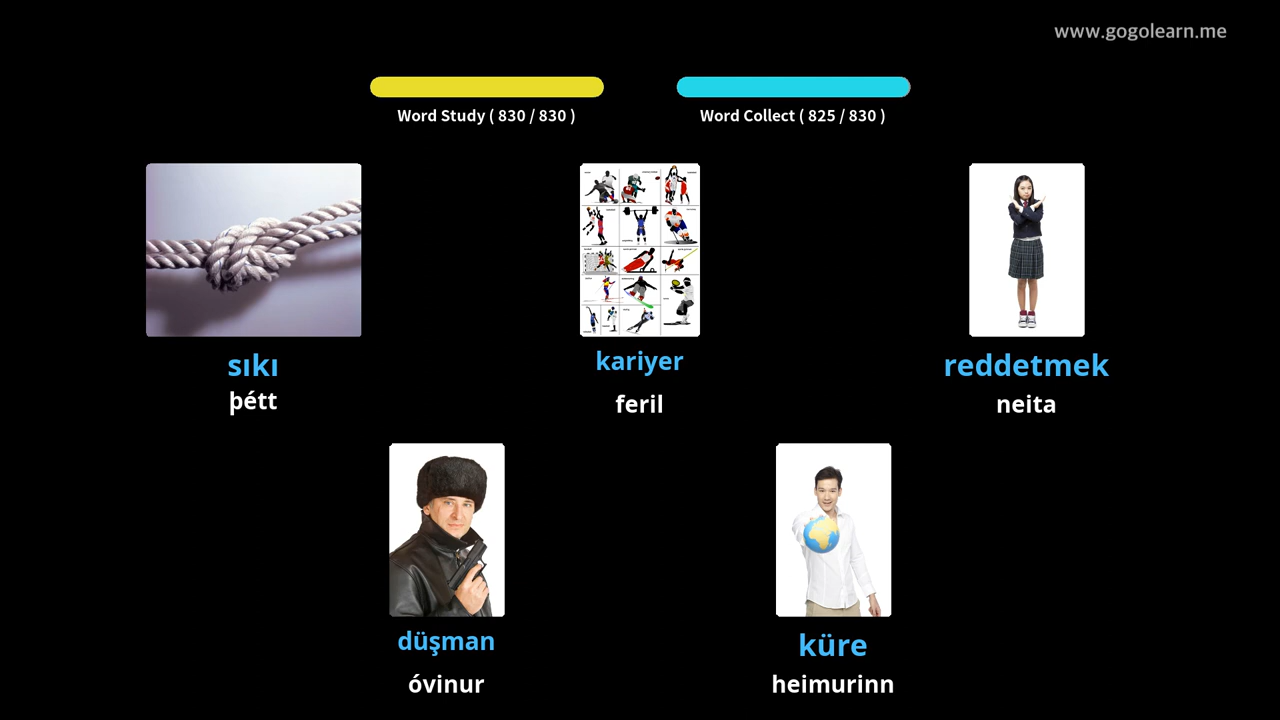 www.gogolearn.me
Word Study ( 830 / 830 )
Word Collect ( 825 / 830 )
sıkı
þétt
kariyer
feril
reddetmek
neita
düşman
óvinur
küre
heimurinn